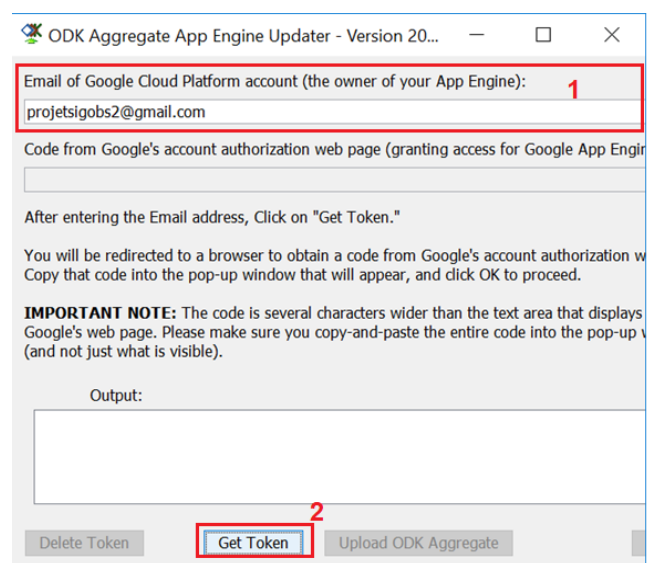 ODK Aggregate App Engine Updater - Version 20...
Email of Google Cloud Platform account (the owner of your App Engine):
1
projetsigobs2@gmail.com
Code from Google's account authorization web page (granting access for Google App Engin
After entering the Email address, Click on "Get Token."
You will be redirected to a browser to obtain a code from Google's account authorization w
Copy that code into the pop-up window that will appear, and click OK to proceed.
IMPORTANT NOTE: The code is several characters wider than the text area that displays
Google's web page. Please make sure you copy-and-paste the entire code into the pop-up
(and not just what is visible).
Output:
2
Delete Token Get Token Upload ODK Aggregate